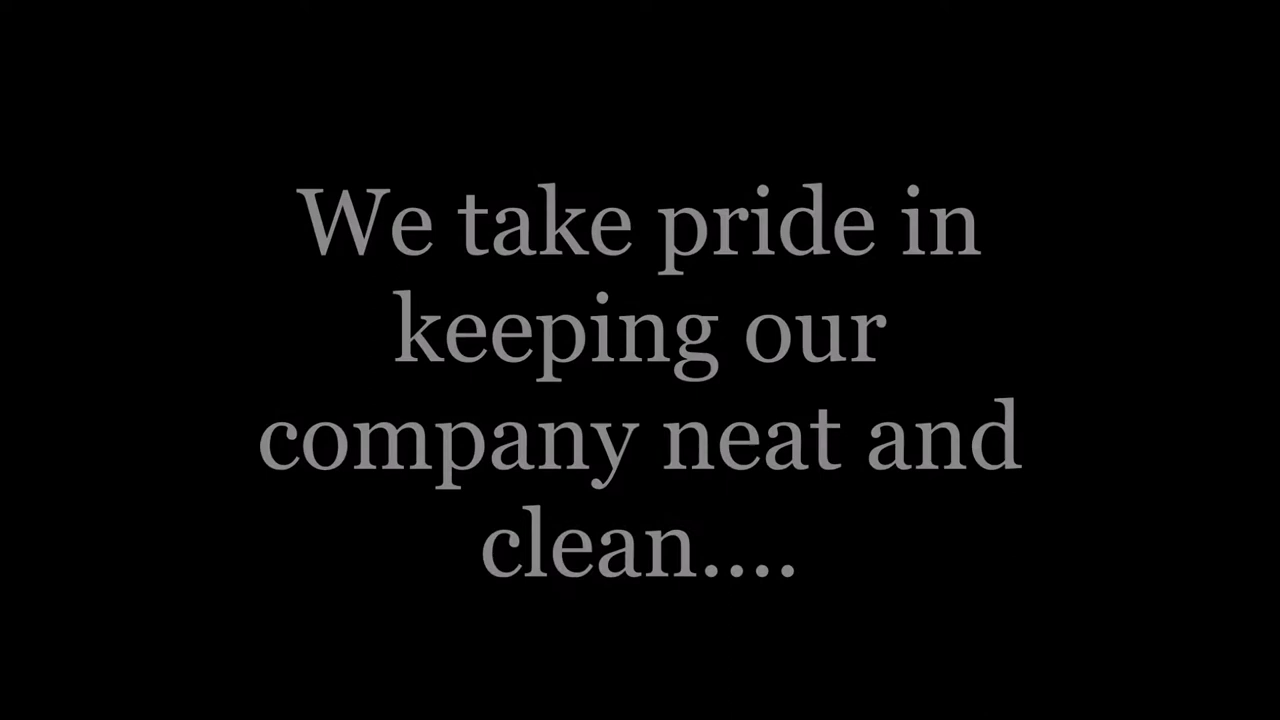 We take pride in
keeping our
company neat and
clean....